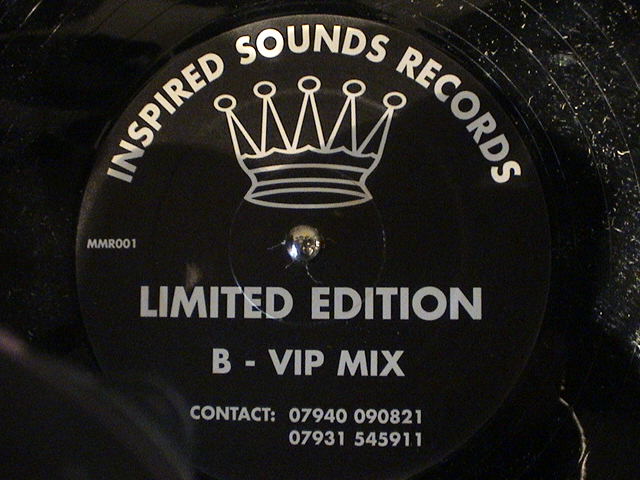 INSPIRED SOUNDS RECORDS
MMR001
LIMITED EDITION
B - VIP MIX
CONTACT: 07940 090821
07931 545911